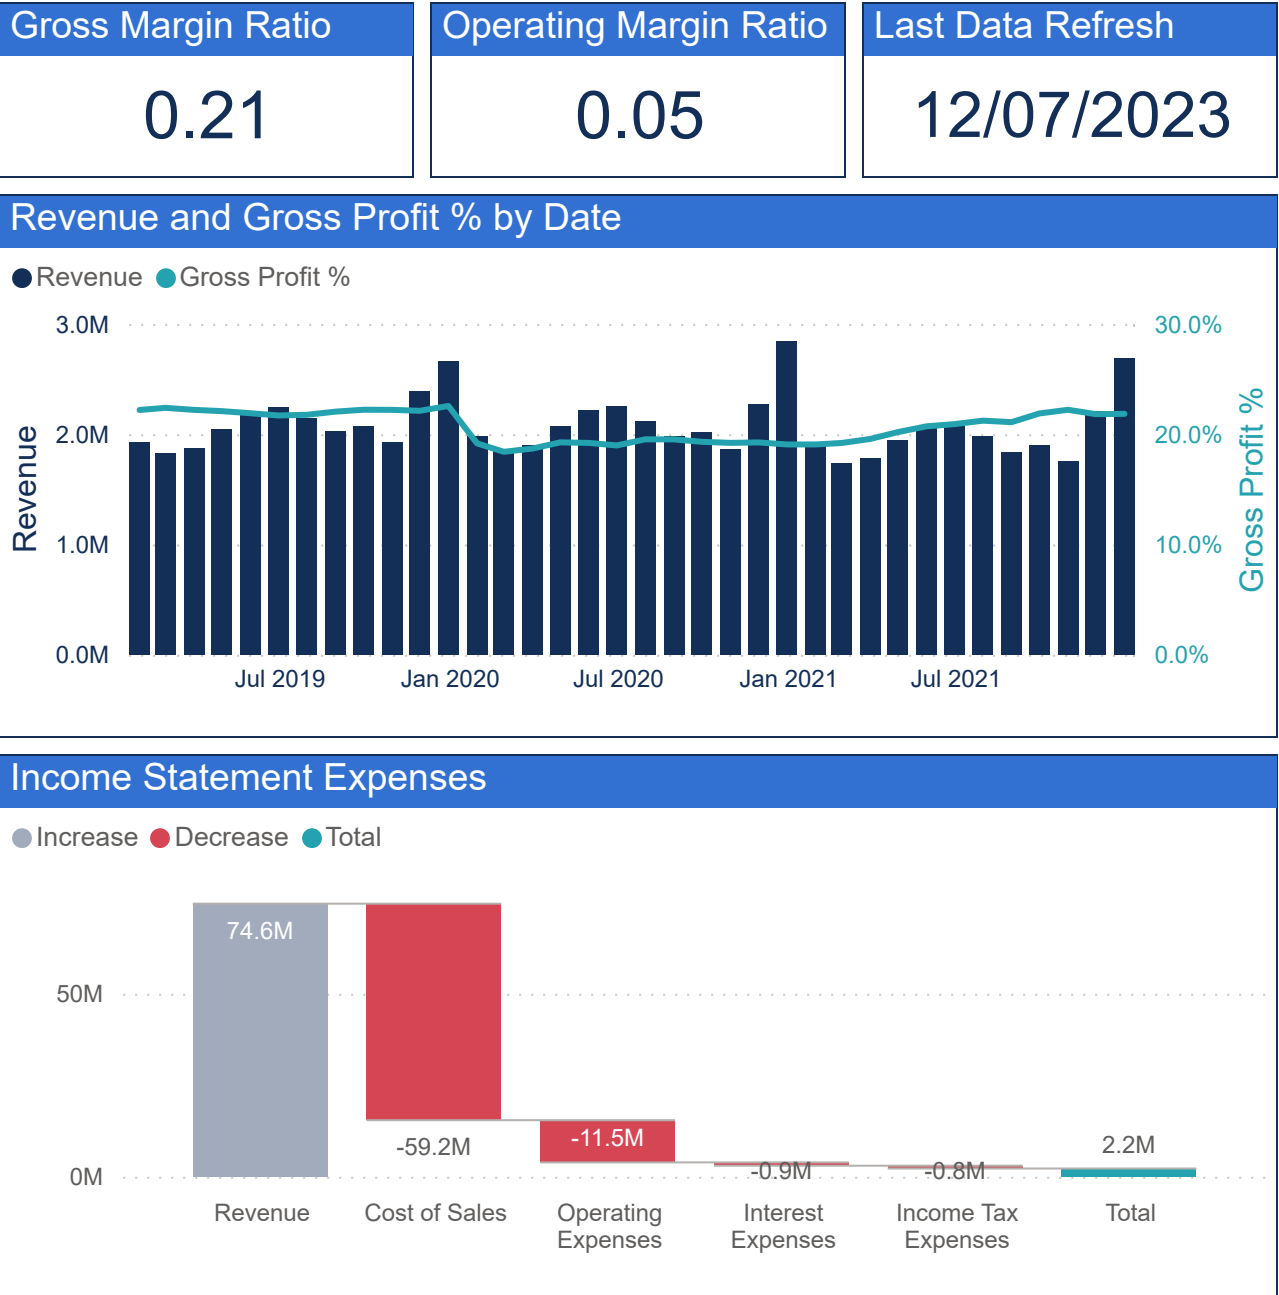 Gross Margin Ratio
0.21
Operating Margin Ratio
0.05
Last Data Refresh
12/07/2023
Revenue and Gross Profit % by Date
Revenue Gross Profit %
Revenue
3.0M
2.0M
1.0M
0.0M
30.0%
20.0%
10.0%
0.0%
Gross Profit %
Jul 2019 Jan 2020 Jul 2020 Jan 2021 Jul 2021
Income Statement Expenses
Increase Decrease Total
50M
0M
74.6M
-59.2M
-11.5M
-0.9M
-0.8M
2.2M
Revenue
Cost of Sales
Operating
Expenses
Interest
Expenses
Income Tax
Expenses
Total